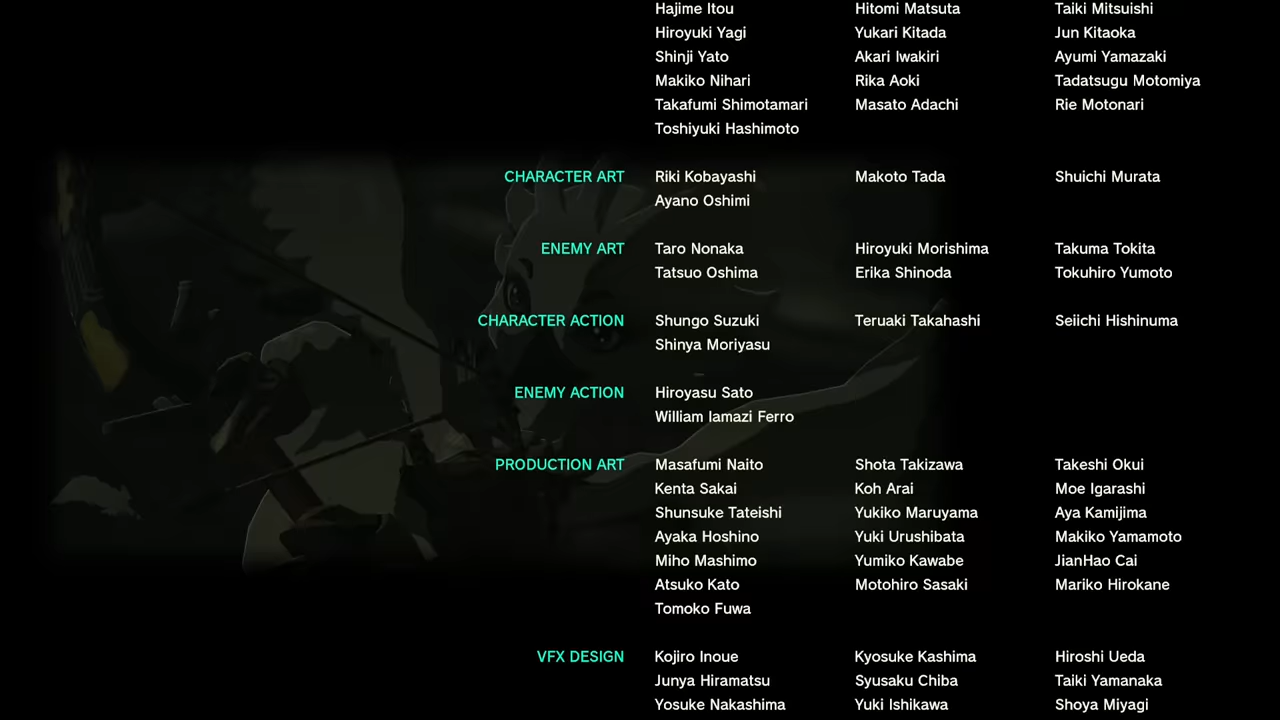 Hajime Itou Hitomi Matsuta Taiki Mitsuishi
Hiroyuki Yagi Yukari Kitada Jun Kitaoka
Shinji Yato Akari Iwakiri Ayumi Yamazaki
Makiko Nihari Rika Aoki Tadatsugu Motomiya
Takafumi Shimotamari Masato Adachi Rie Motonari
Toshiyuki Hashimoto
CHARACTER ART Riki Kobayashi Makoto Tada Shuichi Murata
Ayano Oshimi
ENEMY ART Taro Nonaka Hiroyuki Morishima Takuma Tokita
Tatsuo Oshima Erika Shinoda Tokuhiro Yumoto
CHARACTER ACTION Shungo Suzuki Teruaki Takahashi Seiichi Hishinuma
Shinya Moriyasu
ENEMY ACTION Hiroyasu Sato
William Iamazi Ferro
PRODUCTION ART Masafumi Naito Shota Takizawa Takeshi Okui
Kenta Sakai Koh Arai Moe Igarashi
Shunsuke Tateishi Yukiko Maruyama Aya Kamijima
Ayaka Hoshino Yuki Urushibata Makiko Yamamoto
Miho Mashimo Yumiko Kawabe JianHao Cai
Atsuko Kato Motohiro Sasaki Mariko Hirokane
Tomoko Fuwa
VFX DESIGN Kojiro Inoue Kyosuke Kashima Hiroshi Ueda
Junya Hiramatsu Syusaku Chiba Taiki Yamanaka
Yosuke Nakashima Yuki Ishikawa Shoya Miyagi